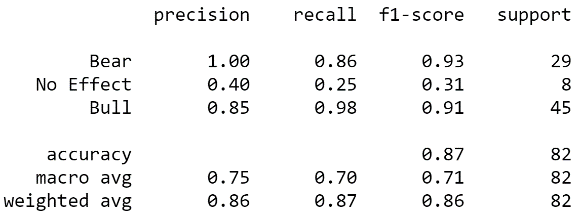 precision recall f1-score support
Bear 1.00 0.86 0.93 29
No Effect 0.40 0.25 0.31 8
Bull 0.85 0.98 0.91 45
accuracy 0.87 82
macro avg 0.75 0.70 0.71 82
weighted avg 0.86 0.87 0.86 82